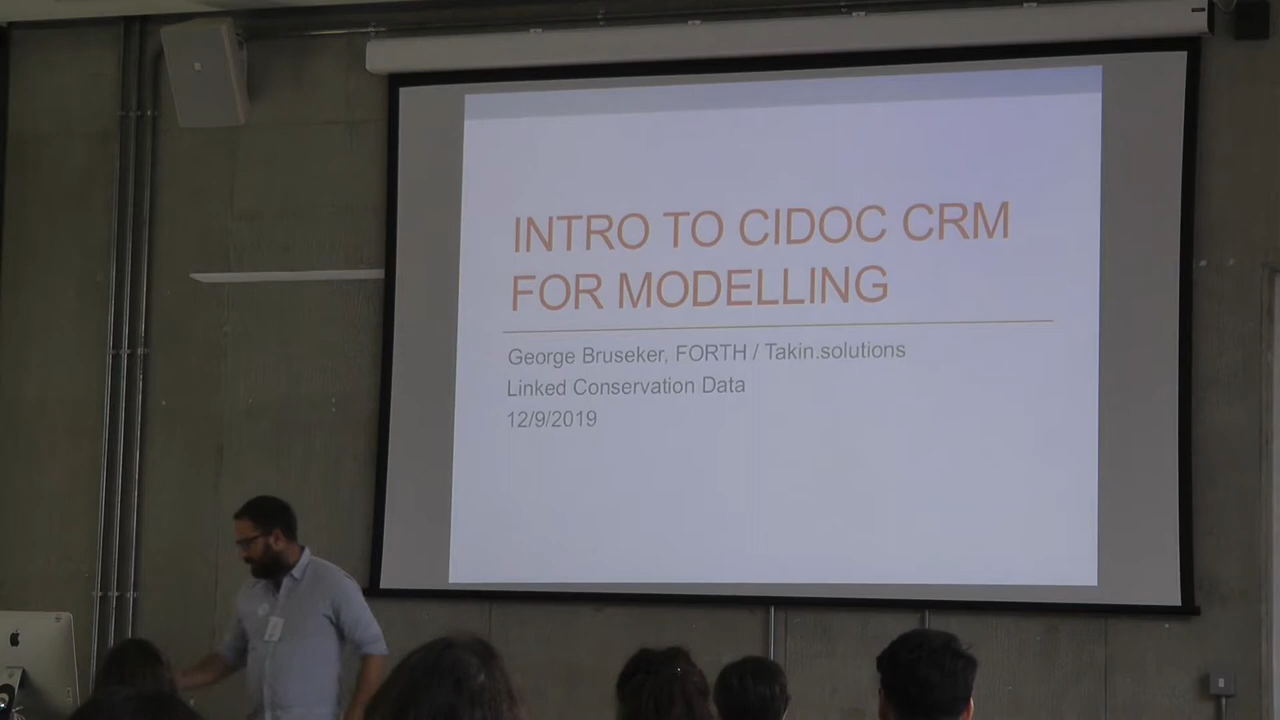 INTRO TO CIDOC CRM
FOR MODELLING
George Bruseker, FORTH / Takin.solutions
Linked Conservation Data
12/9/2019